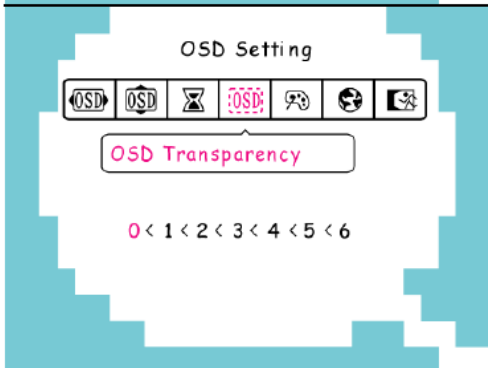 OSD Setting
OSD OSD OSD
OSD Transparency
0 < 1 < 2 < 3 < 4 < 5 < 6